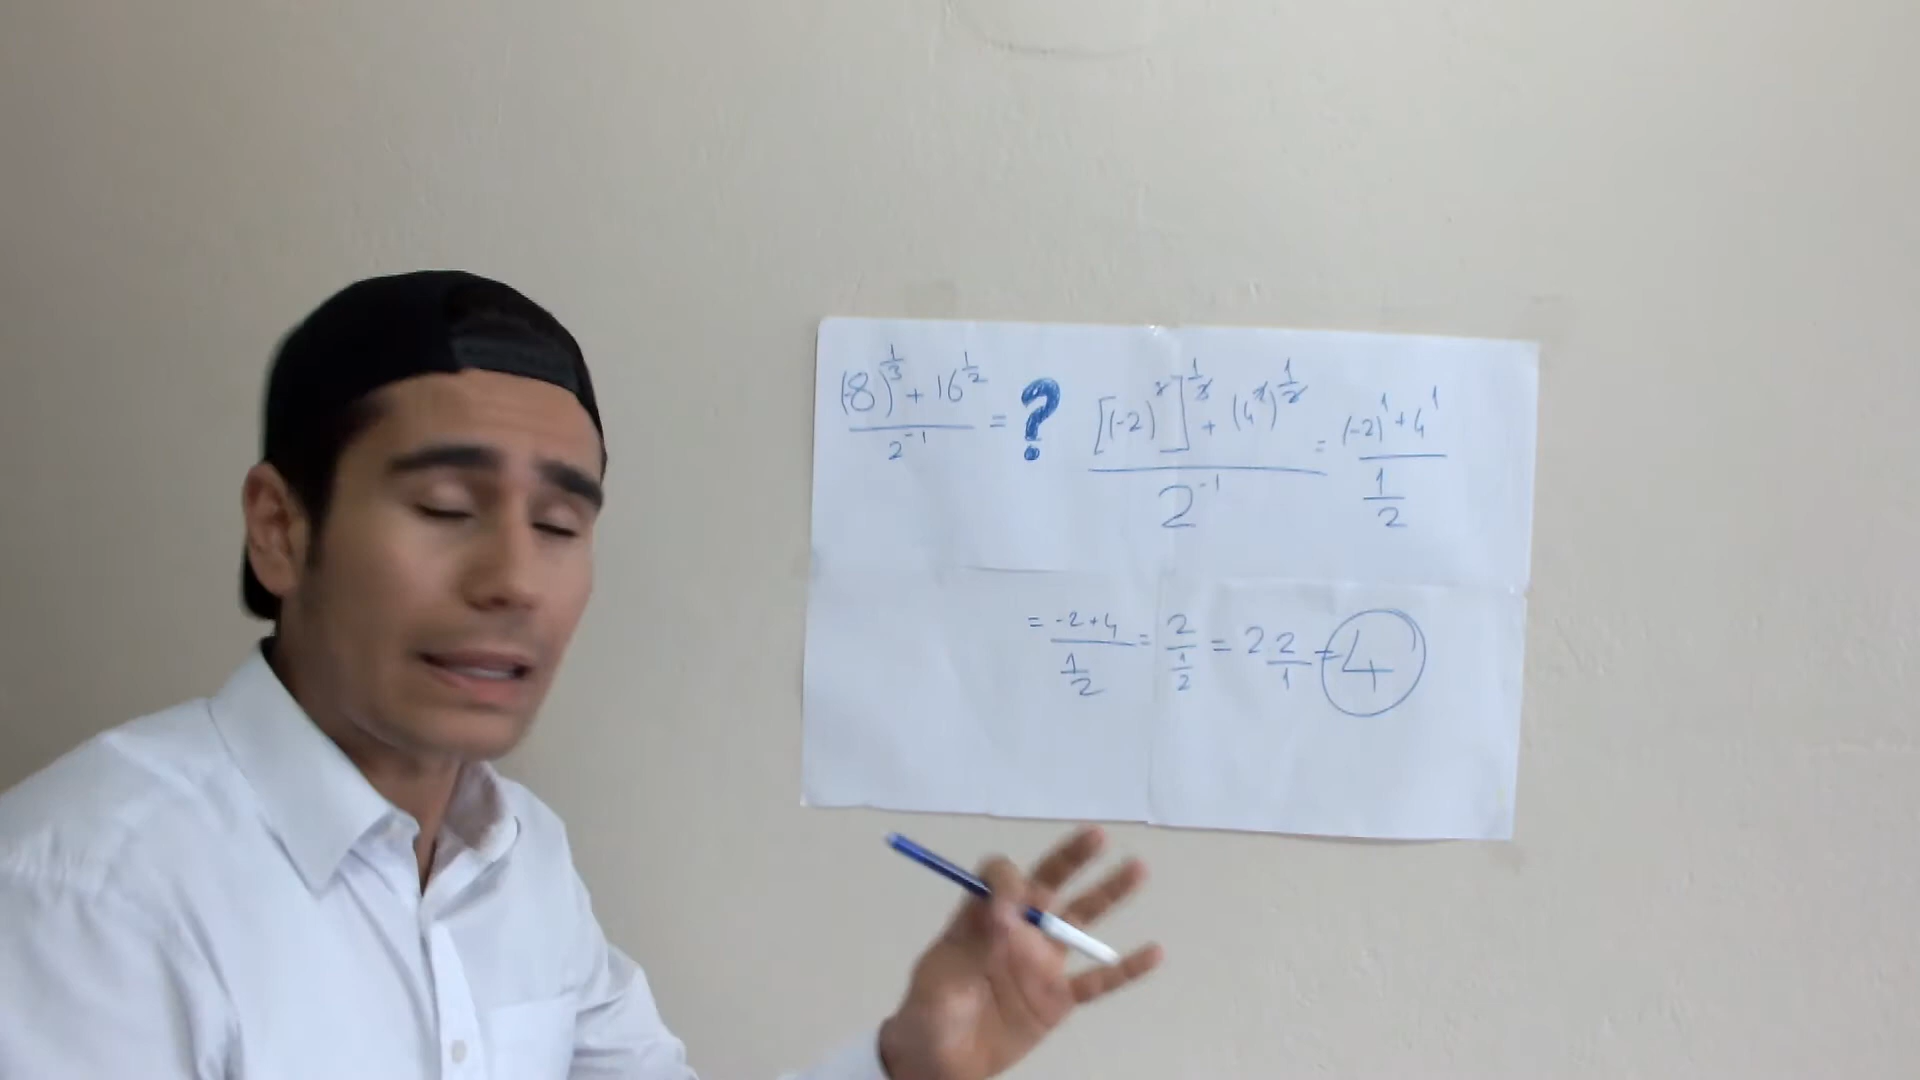 (-8)^(1/3) + 16^(1/2) / 2^(-1) = ? [(-2)^3]^(1/3) + (4^2)^(1/2) / 2^(-1) = (-2)^1 + 4^1 / (1/2)
= -2+4 / (1/2) = 2 / (1/2) = 2 2/1 = 4